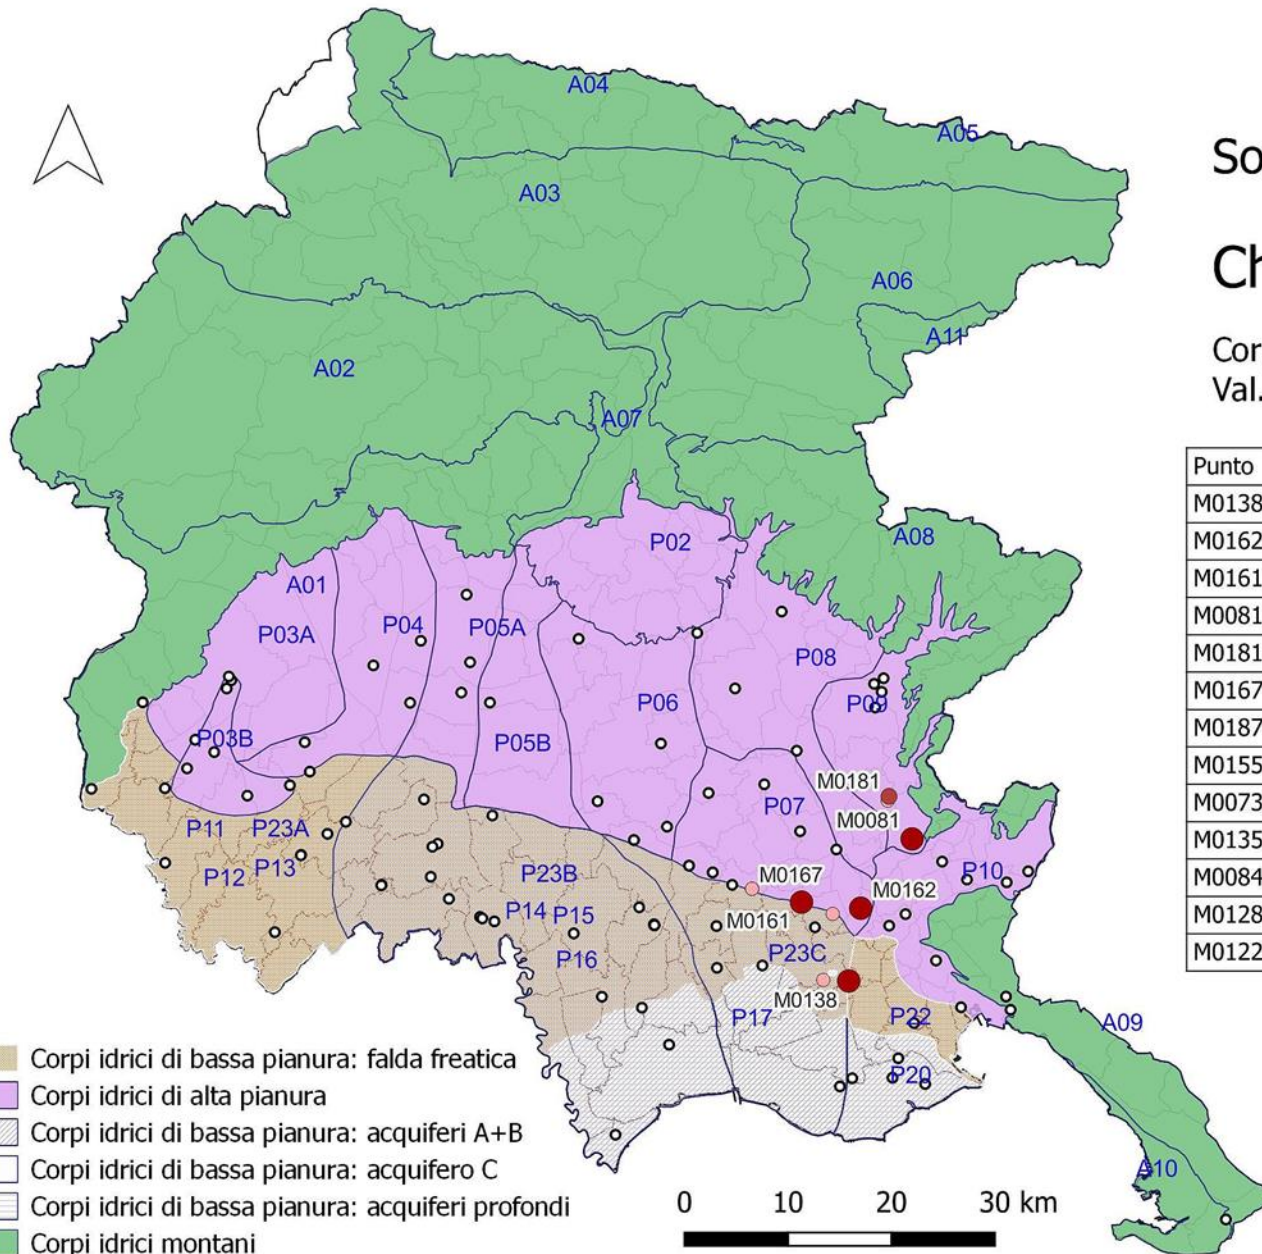 A04
A05
So
A03
Ch
A06
A11
Cor
A02
Val.
A07
Punto
M0138
P02
A08
M0162
A01
M0161
P03A
P04
P05A
M0081
P08
M0181
P06
P09
M0167
P03B
P05B
M0187
M0181
M0155
P07
M0081
M0073
P11
P23A
M0135
P12
P13
P23B
M0167
P10
M0084
M0162
P14
P15
M0161
M0128
P16
P23C
M0122
M0138
P17
P22
A09
Corpi idrici di bassa pianura: falda freatica
P20
Corpi idrici di alta pianura
Corpi idrici di bassa pianura: acquiferi A+B
Corpi idrici di bassa pianura: acquifero C
A10
Corpi idrici di bassa pianura: acquiferi profondi
0 10 20 30 km
Corpi idrici montani